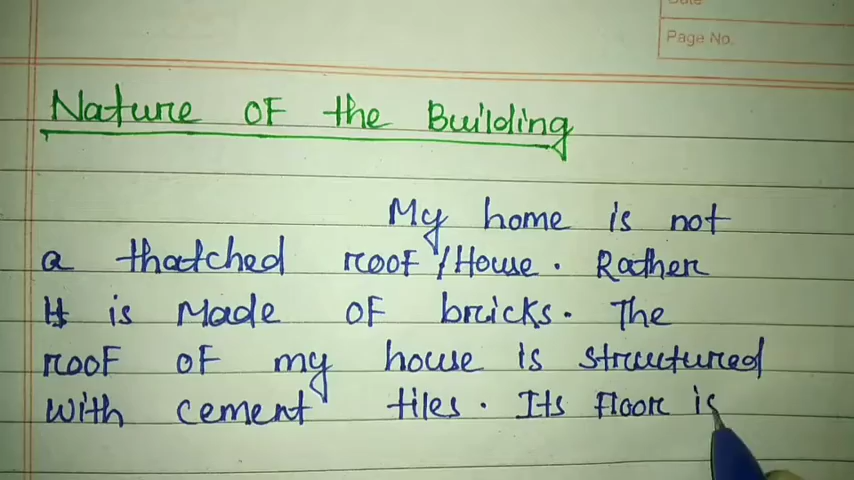 Date
Page No.
Nature OF the Building
My home is not
a thatched roof/House. Rather
It is Made OF bricks. The
roof OF my house is structured
with cement tiles. Its Floor is